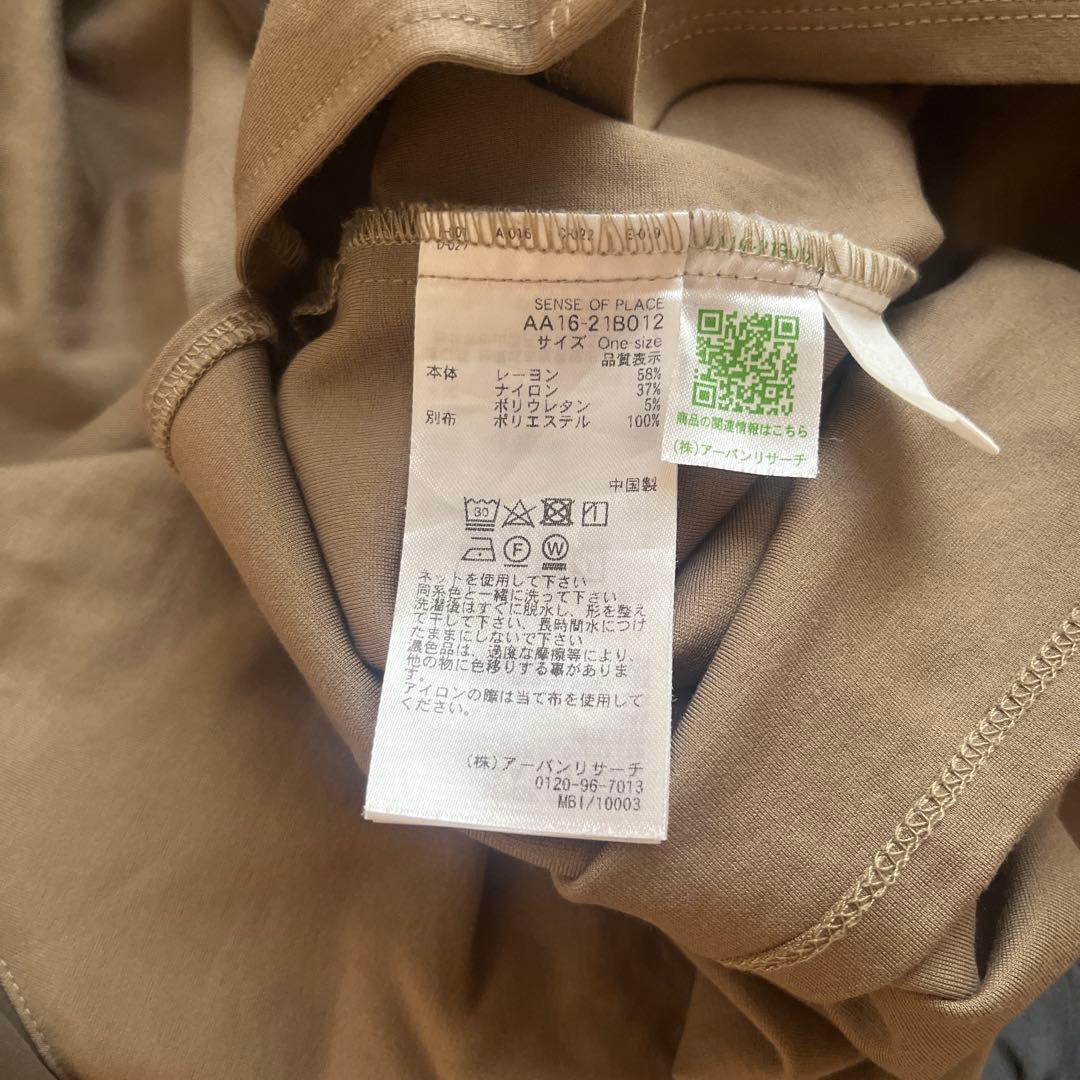 A-016
D-027
SENSE OF PLACE
AA16-21B012
サイズ One size
品質表示
本体 レーヨン 58%
ナイロン 37%
ポリウレタン 5%
別布 ポリエステル 100%
中国製
30
F W
ネットを使用して下さい
同系色と一緒に洗って下さい
洗濯後はすぐに脱水し、形を整え
て干して下さい、長時間水につけ
たままにしないで下さい
濃色品は、過度な摩擦等により、
他の物に色移りする事がありま
す。
アイロンの際は当て布を使用して
ください。
(株)アーバンリサーチ
0120-96-7013
MBI/10003
商品の関連情報はこちら
(株)アーバンリサーチ